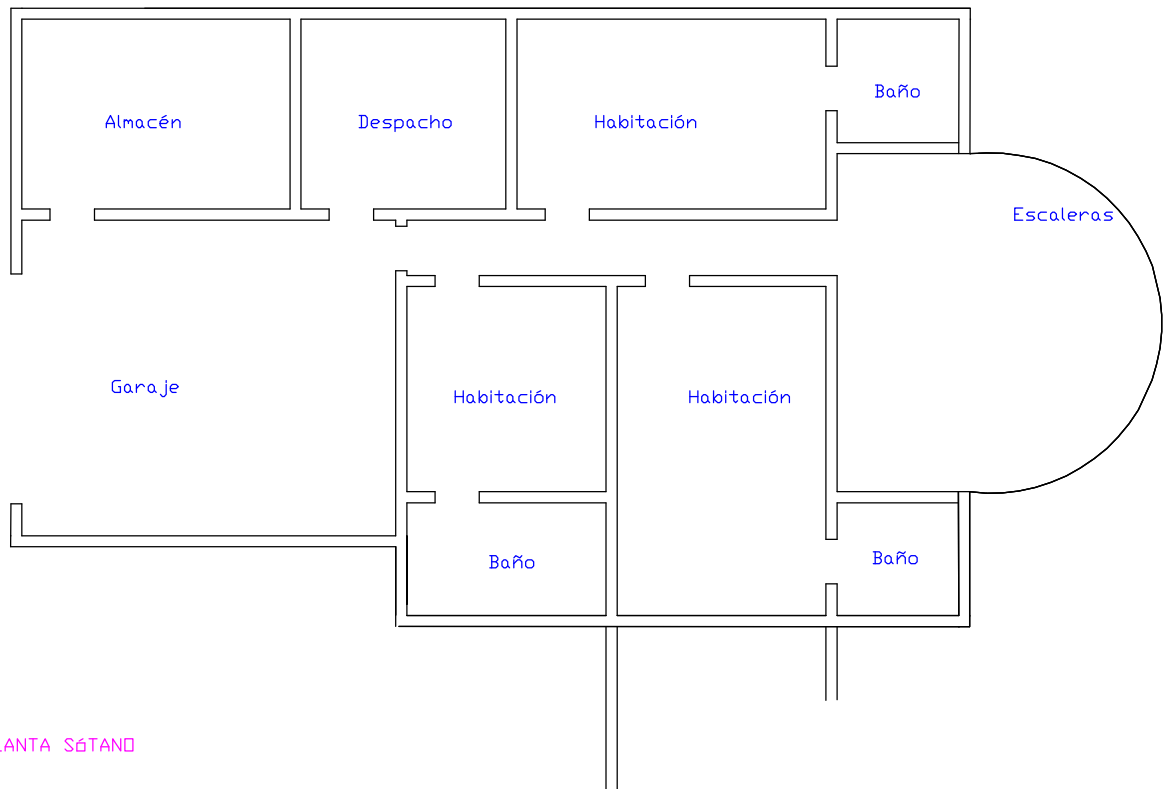 Baño
Almacén
Despacho
Habitación
Escaleras
Garaje
Habitación
Habitación
Baño
Baño
LANTA SóTANO